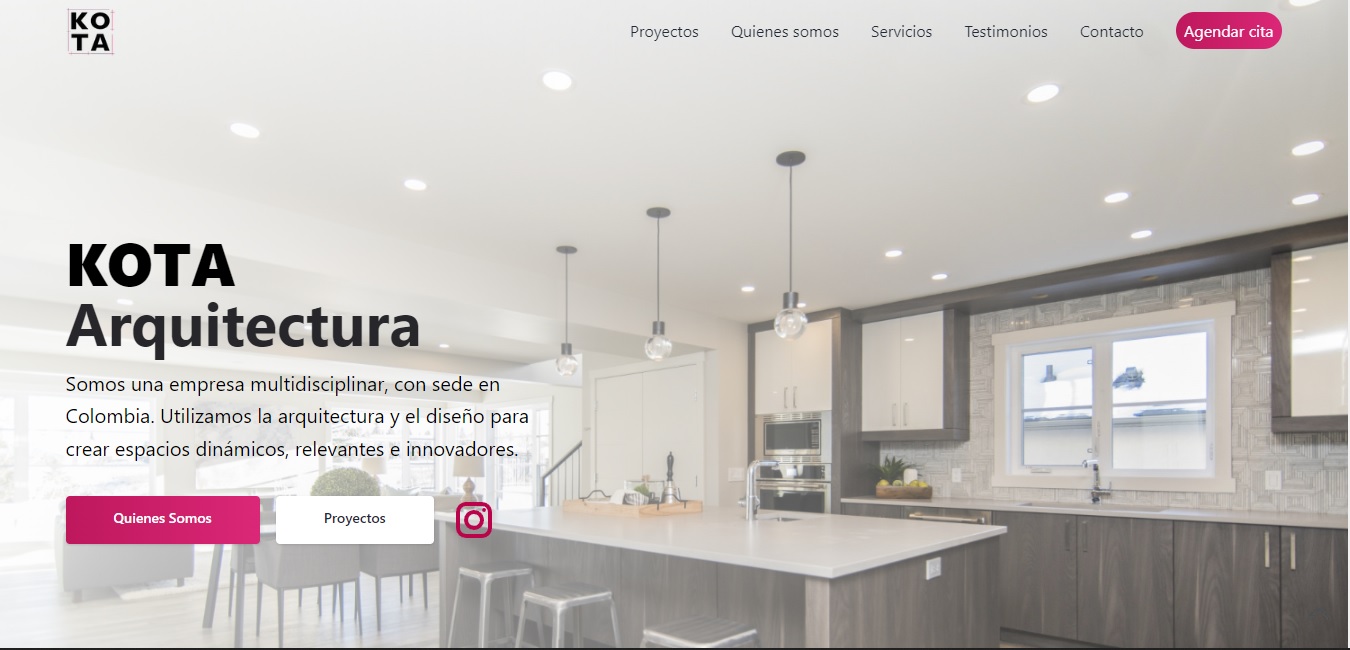 KO
TA
Proyectos
Quienes somos
Servicios
Testimonios
Contacto
Agendar cita
KOTA
Arquitectura
Somos una empresa multidisciplinar, con sede en
Colombia. Utilizamos la arquitectura y el diseño para
crear espacios dinámicos, relevantes e innovadores.
Quienes Somos
Proyectos